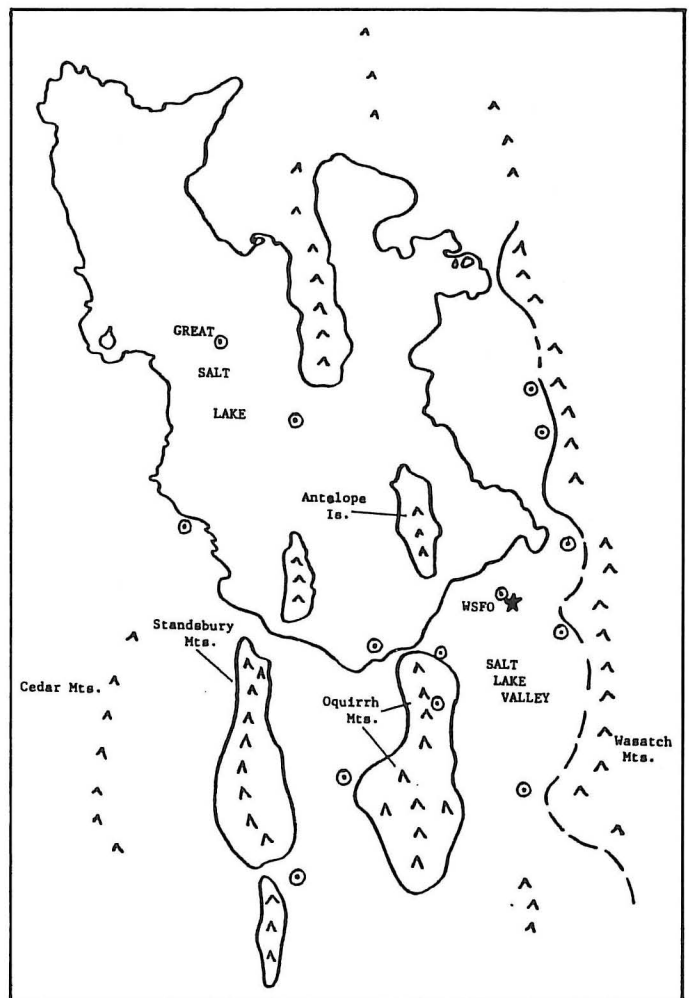 GREAT
SALT
LAKE
Antelope
Is.
WSFO
Standsbury
Mts.
SALT
LAKE
VALLEY
Cedar Mts.
Oquirrh
Mts.
Wasatch
Mts.